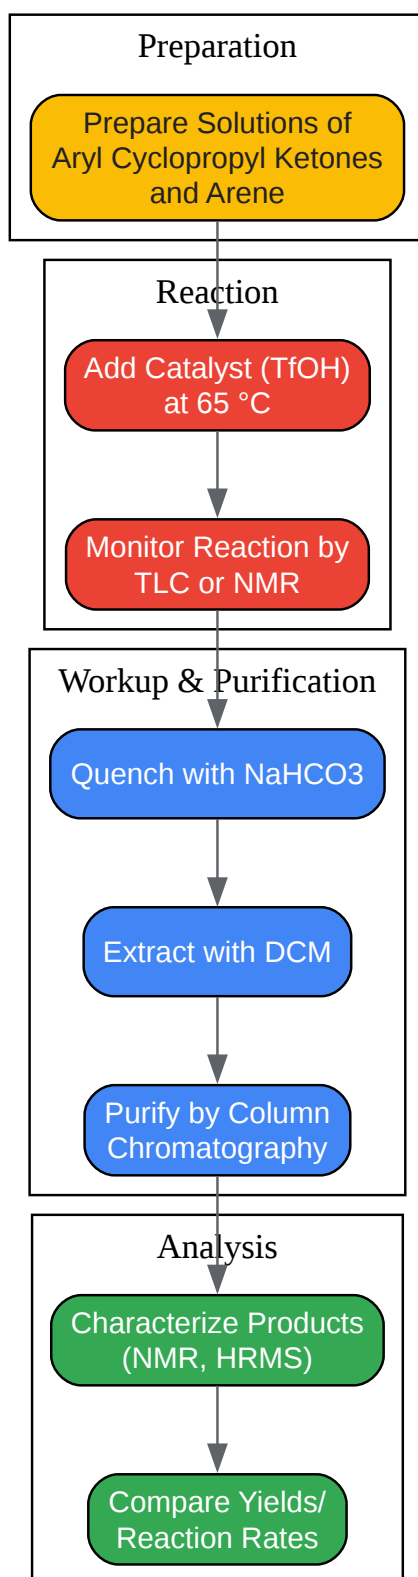 Preparation
Prepare Solutions of
Aryl Cyclopropyl Ketones
and Arene
Reaction
Add Catalyst (TfOH)
at 65 °C
Monitor Reaction by
TLC or NMR
Workup & Purification
Quench with NaHCO3
Extract with DCM
Purify by Column
Chromatography
Analysis
Characterize Products
(NMR, HRMS)
Compare Yields/
Reaction Rates